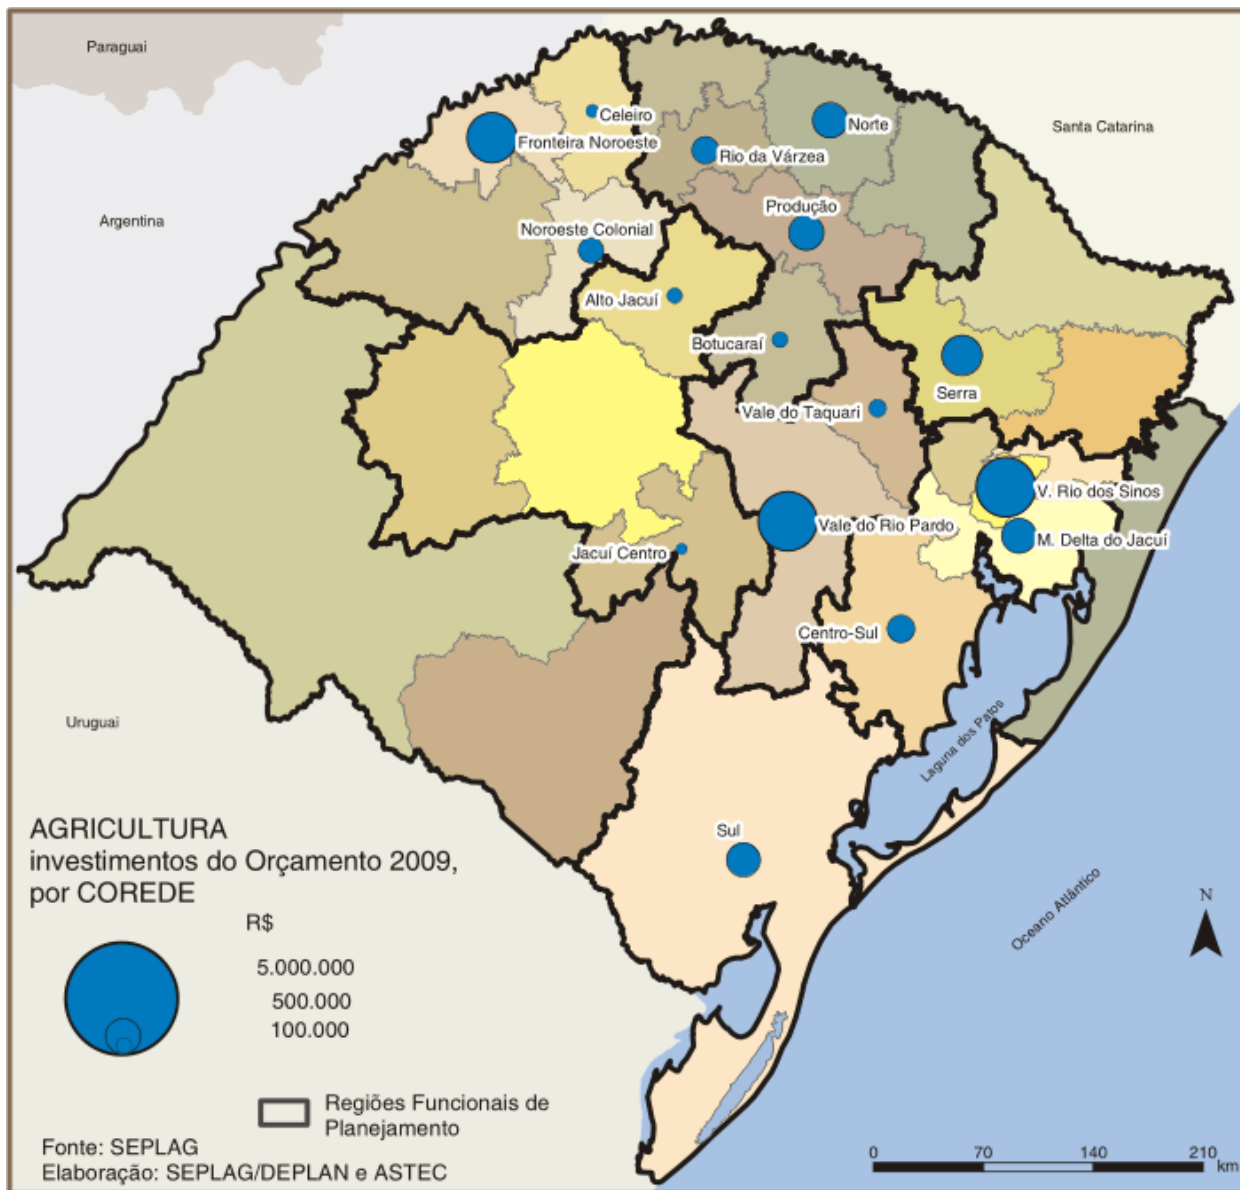 Paraguai
Celeiro
Fronteira Noroeste
Norte
Santa Catarina
Rio da Várzea
Argentina
Produção
Noroeste Colonial
Alto Jacuí
Botucaraí
Serra
Vale do Taquari
V. Rio dos Sinos
Vale do Rio Pardo
M. Delta do Jacuí
Jacuí Centro
Centro-Sul
Uruguai
Laguna dos Patos
Sul
Oceano Atlântico
N
AGRICULTURA
investimentos do Orçamento 2009,
por COREDE
R$
5.000.000
500.000
100.000
Regiões Funcionais de
Planejamento
Fonte: SEPLAG
Elaboração: SEPLAG/DEPLAN e ASTEC
0 70 140 210
km